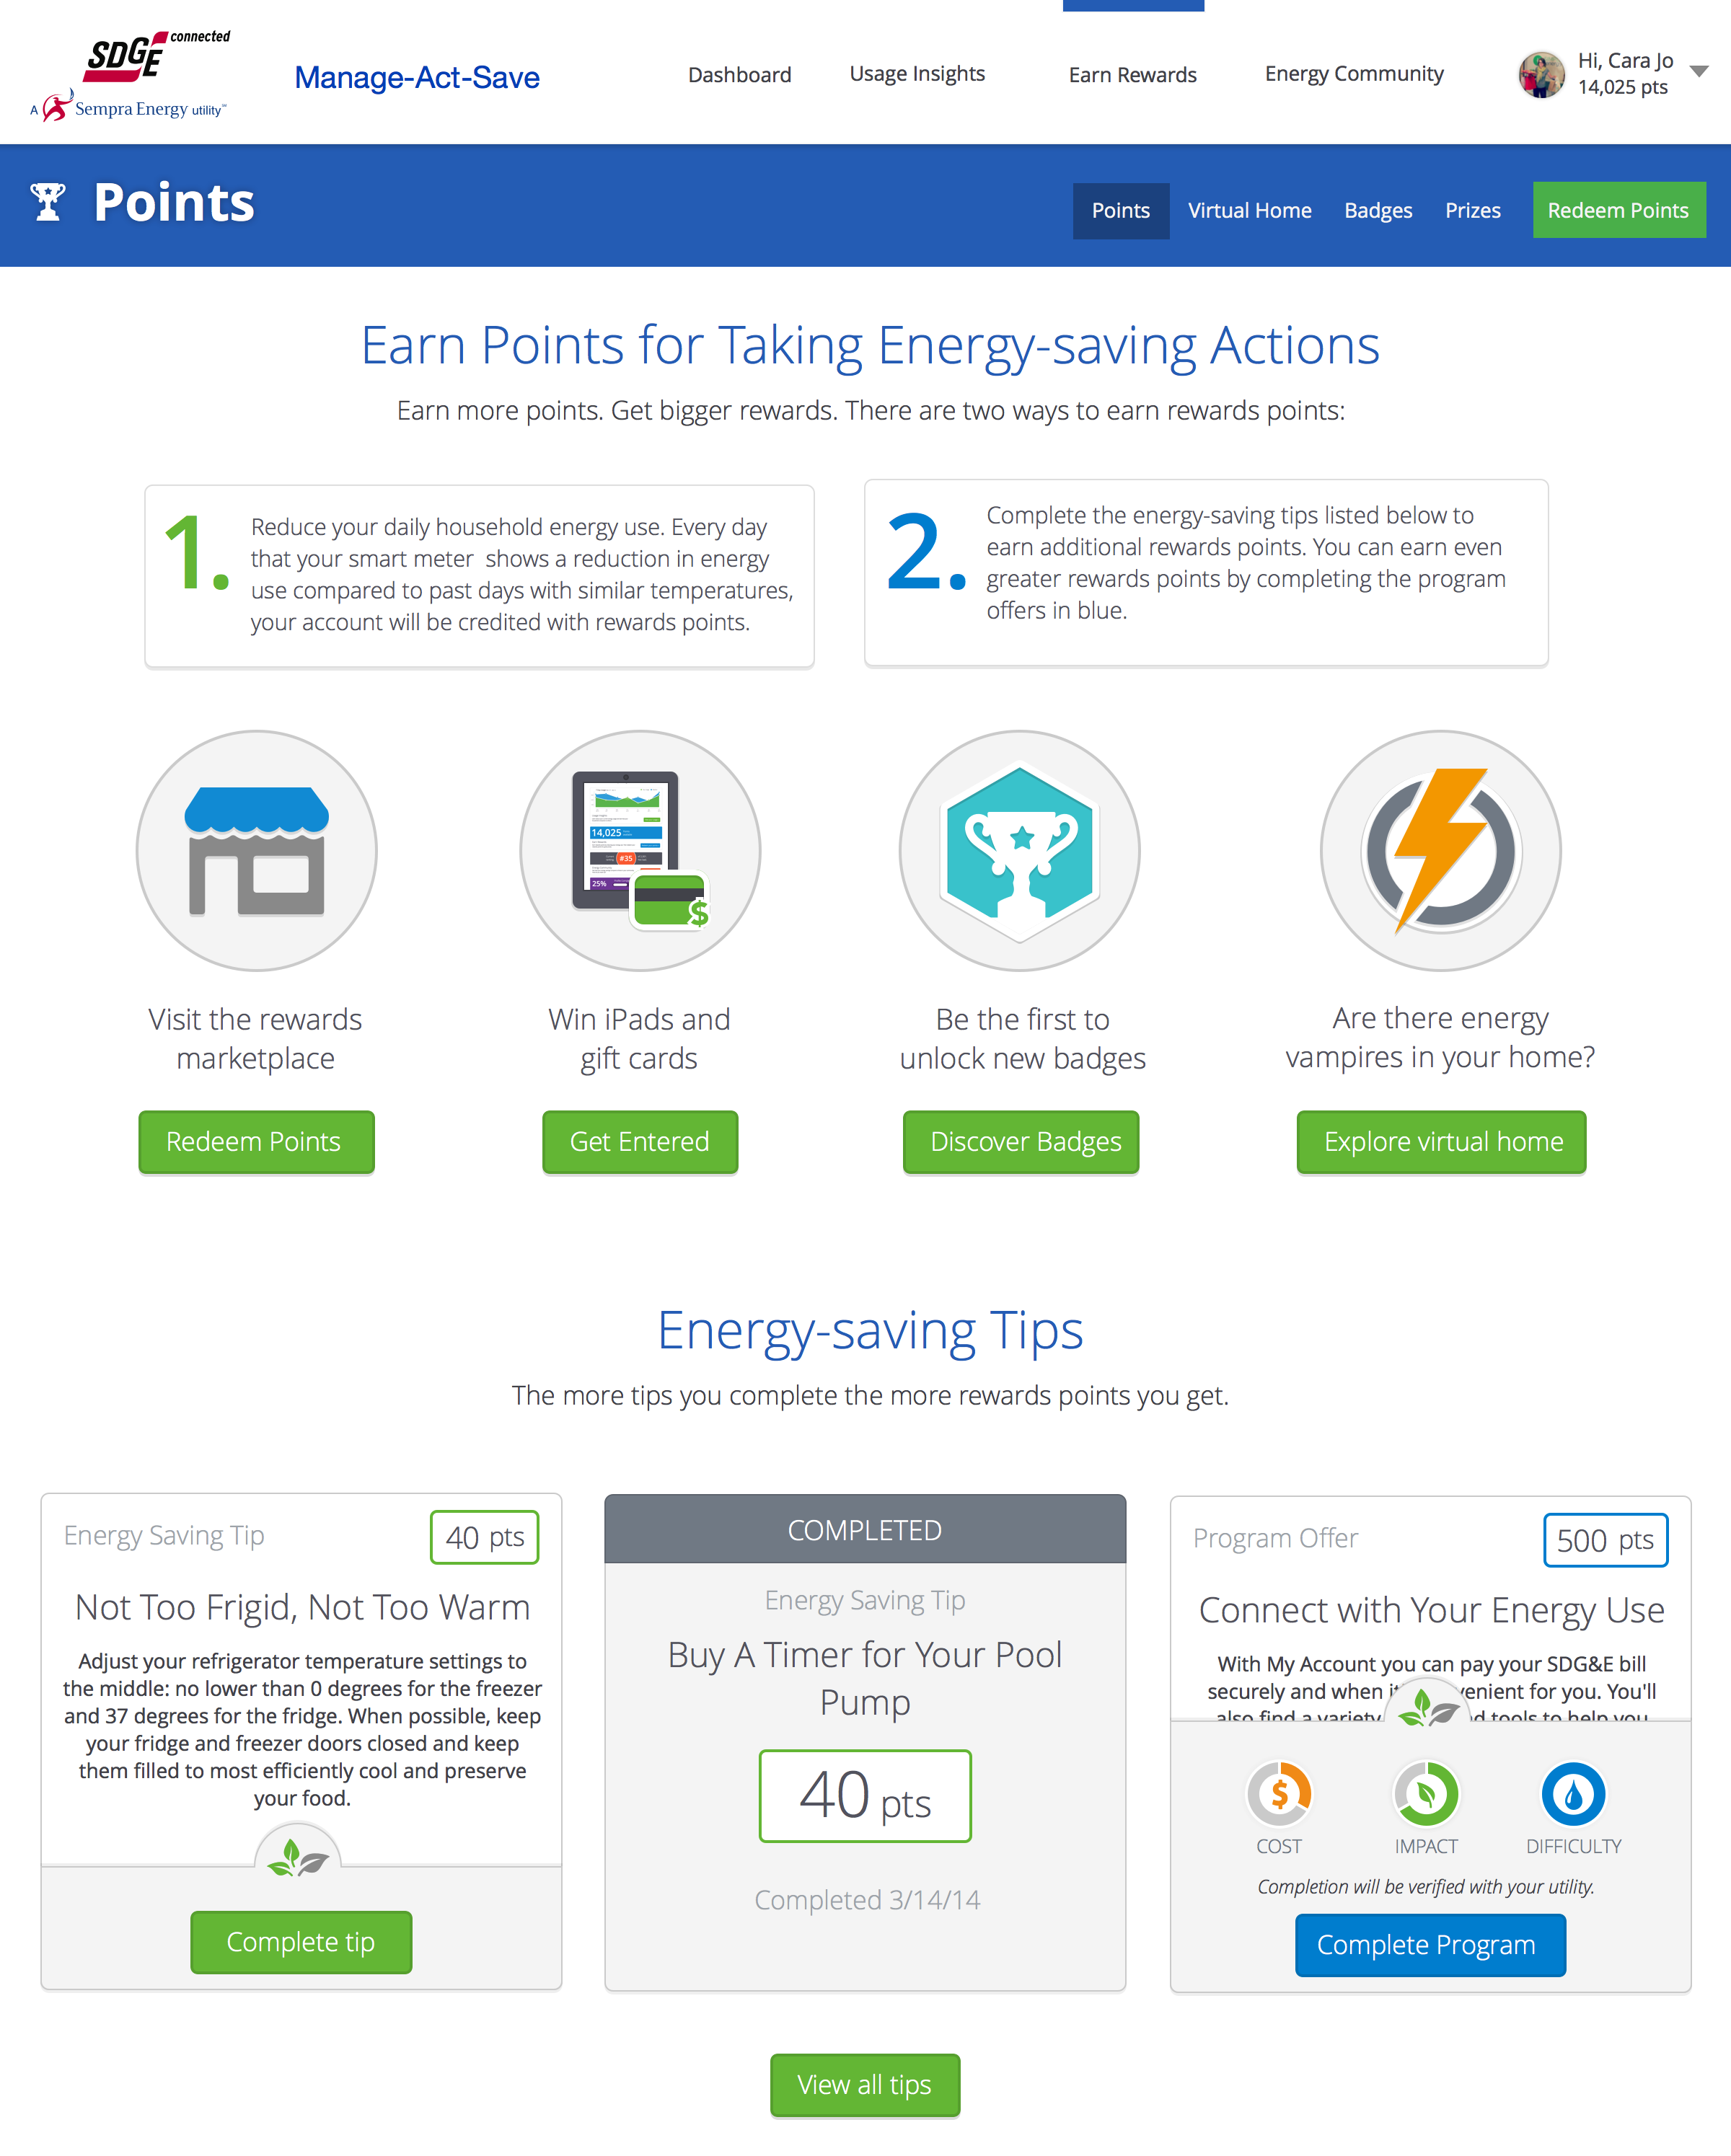 SDGE connected
A Sempra Energy utility
Manage-Act-Save
Dashboard
Usage Insights
Earn Rewards
Energy Community
Hi, Cara Jo
14,025 pts
Points
Points
Virtual Home
Badges
Prizes
Redeem Points
Earn Points for Taking Energy-saving Actions
Earn more points. Get bigger rewards. There are two ways to earn rewards points:
1.
Reduce your daily household energy use. Every day
that your smart meter shows a reduction in energy
use compared to past days with similar temperatures,
your account will be credited with rewards points.
2.
Complete the energy-saving tips listed below to
earn additional rewards points. You can earn even
greater rewards points by completing the program
offers in blue.
14,025
#35
25%
$
Visit the rewards
marketplace
Redeem Points
Win iPads and
gift cards
Get Entered
Be the first to
unlock new badges
Discover Badges
Are there energy
vampires in your home?
Explore virtual home
Energy-saving Tips
The more tips you complete the more rewards points you get.
Energy Saving Tip
40 pts
Not Too Frigid, Not Too Warm
Adjust your refrigerator temperature settings to
the middle: no lower than 0 degrees for the freezer
and 37 degrees for the fridge. When possible, keep
your fridge and freezer doors closed and keep
them filled to most efficiently cool and preserve
your food.
Complete tip
COMPLETED
Energy Saving Tip
Buy A Timer for Your Pool
Pump
40 pts
Completed 3/14/14
Program Offer
500 pts
Connect with Your Energy Use
With My Account you can pay your SDG&E bill
securely and when for you. You'll
also find a variety tools to help you
$
COST
IMPACT
DIFFICULTY
Completion will be verified with your utility.
Complete Program
View all tips